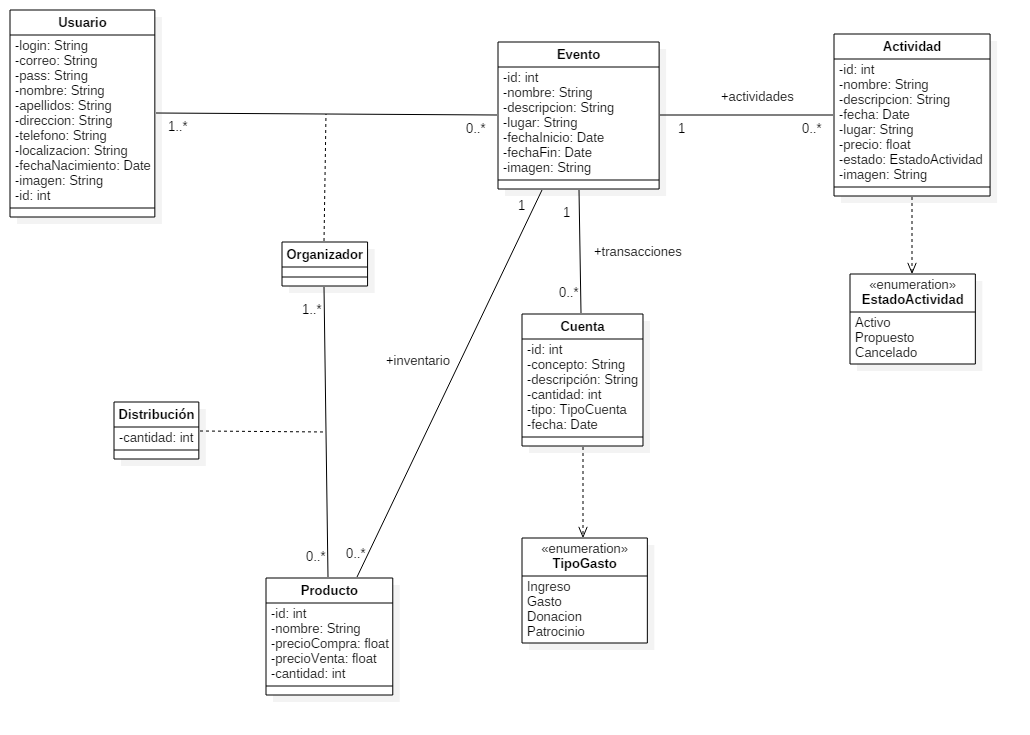 Usuario
-login: String
-correo: String
-pass: String
-nombre: String
-apellidos: String
-direccion: String
-telefono: String
-localizacion: String
-fechaNacimiento: Date
-imagen: String
-id: int
1..*
0..*
Evento
-id: int
-nombre: String
-descripcion: String
-lugar: String
-fechaInicio: Date
-fechaFin: Date
-imagen: String
+actividades
1
0..*
Actividad
-id: int
-nombre: String
-descripcion: String
-fecha: Date
-lugar: String
-precio: float
-estado: EstadoActividad
-imagen: String
«enumeration»
EstadoActividad
Activo
Propuesto
Cancelado
Organizador
1..*
0..*
Distribución
-cantidad: int
1
+inventario
0..*
1
+transacciones
0..*
Cuenta
-id: int
-concepto: String
-descripción: String
-cantidad: int
-tipo: TipoCuenta
-fecha: Date
«enumeration»
TipoGasto
Ingreso
Gasto
Donacion
Patrocinio
Producto
-id: int
-nombre: String
-precioCompra: float
-precioVenta: float
-cantidad: int